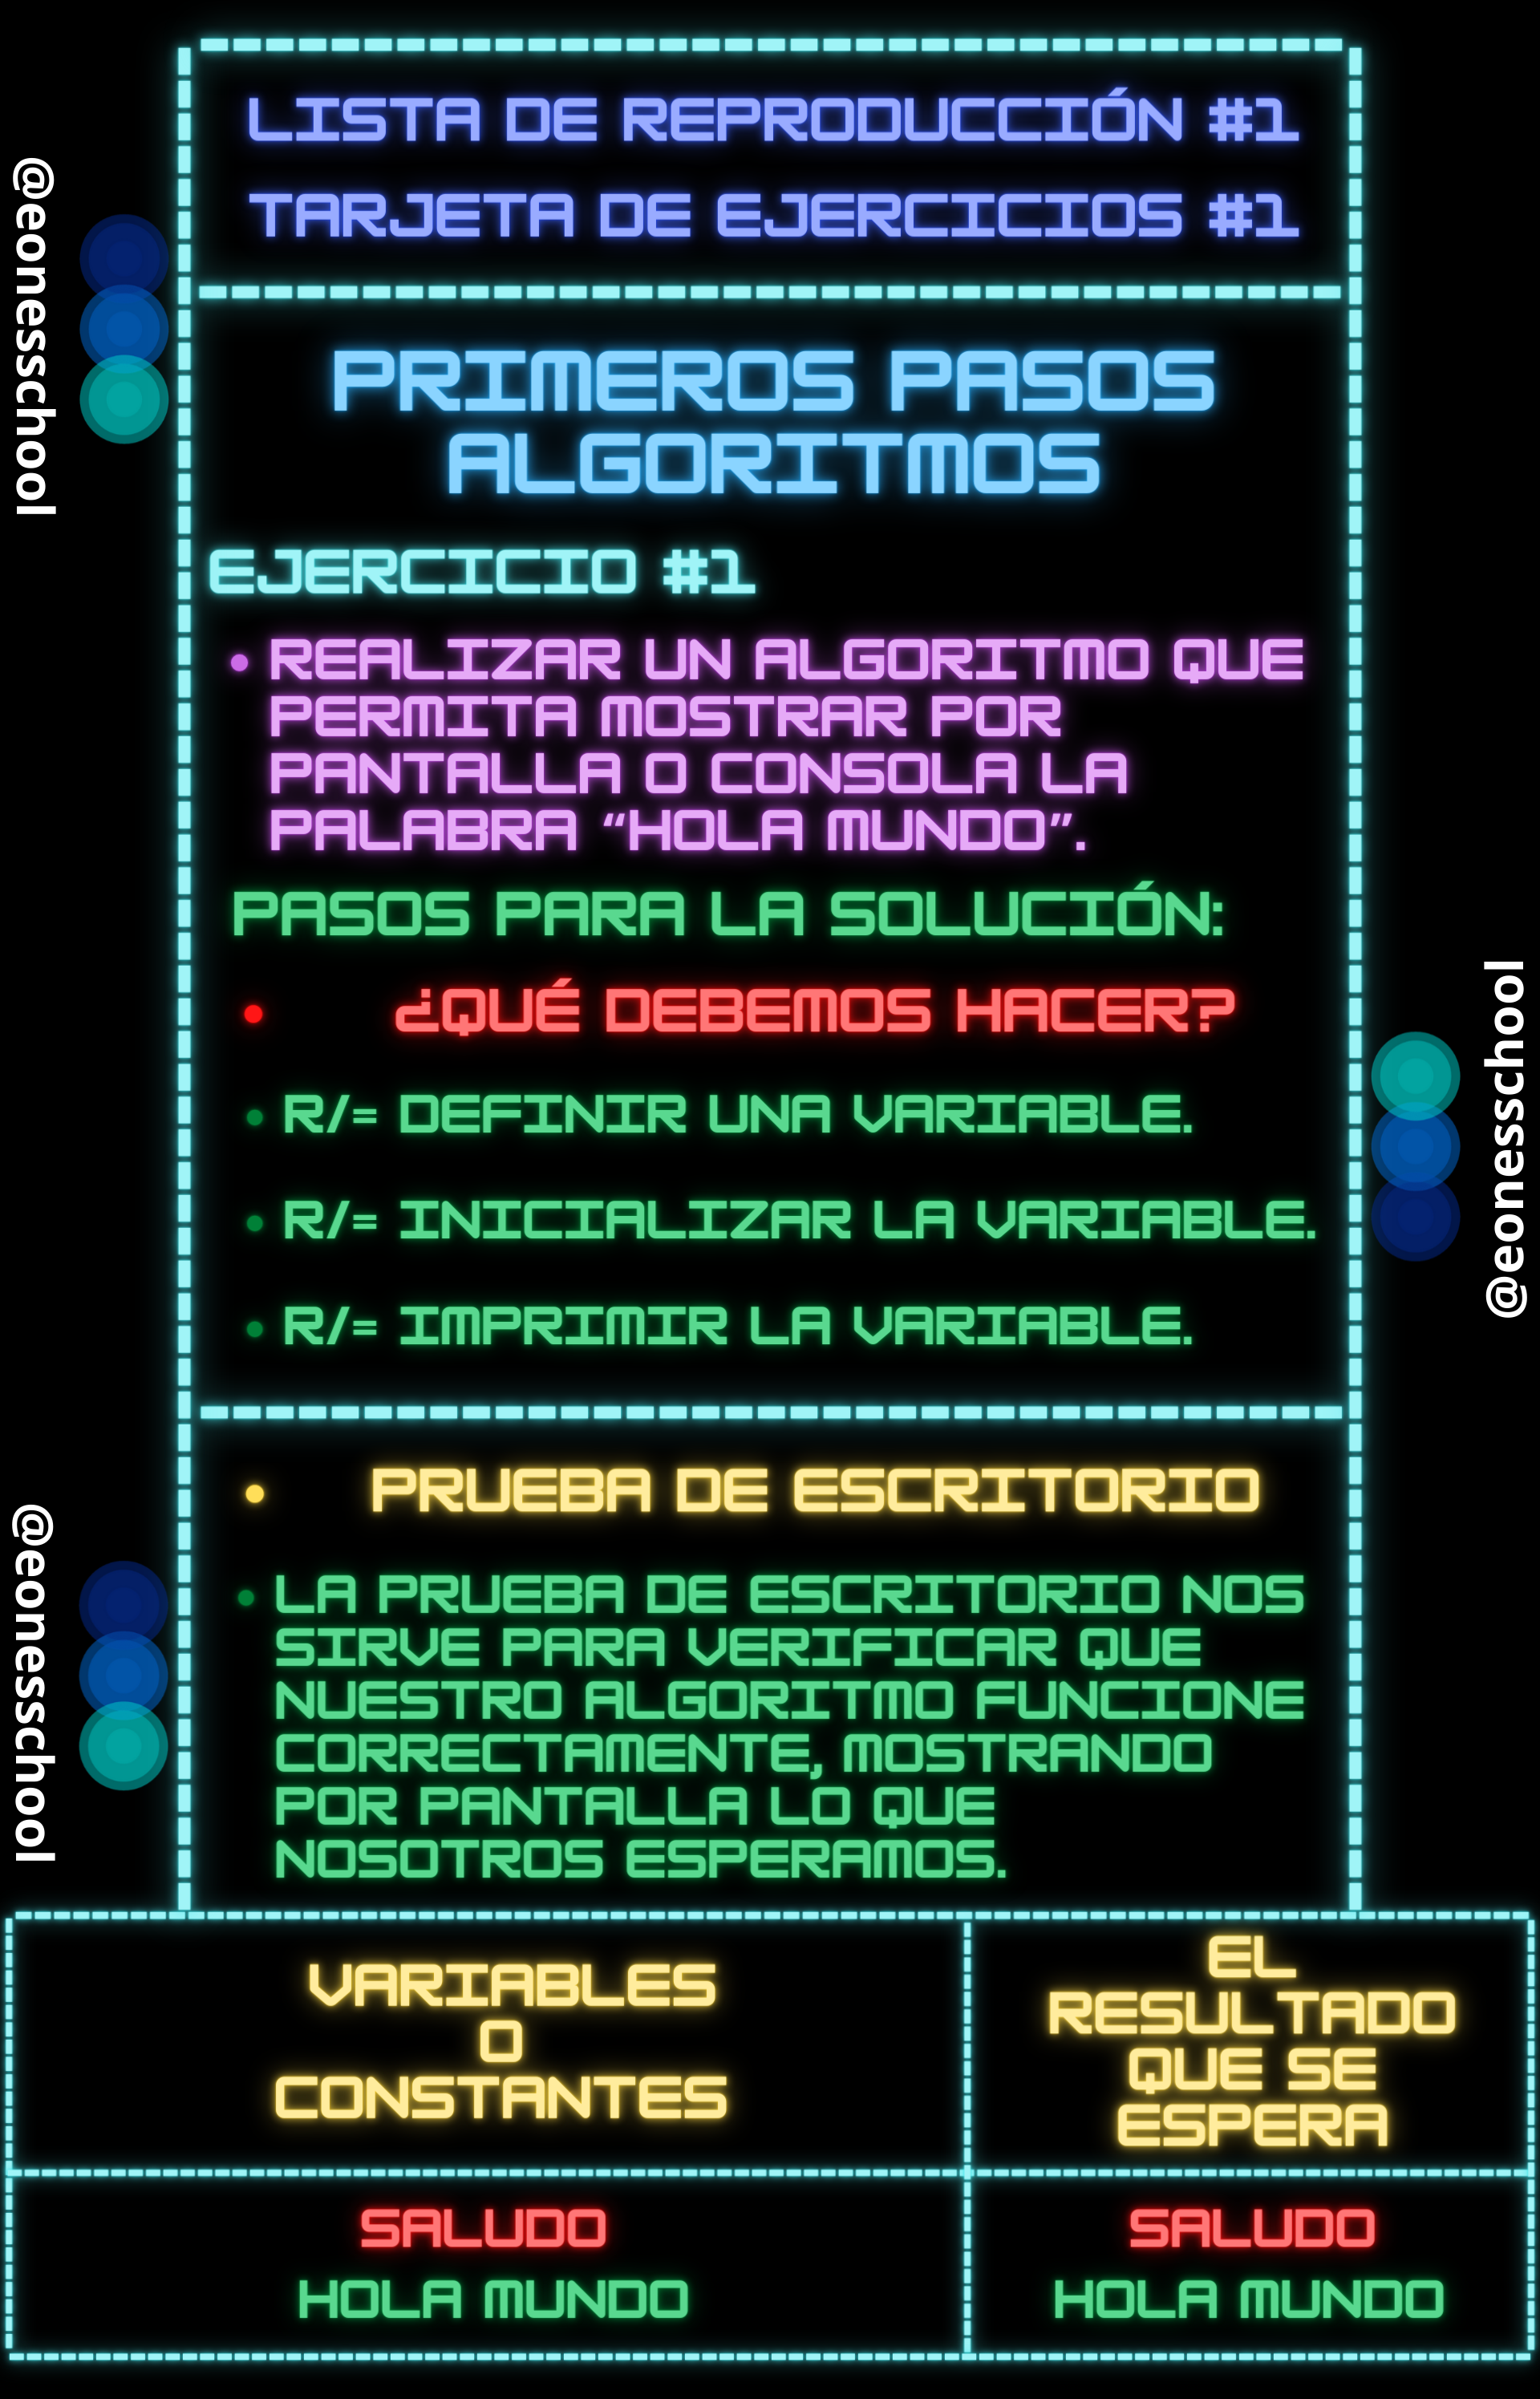 LISTA DE REPRODUCCIÓN #1
TARJETA DE EJERCICIOS #1
PRIMEROS PASOS
ALGORITMOS
EJERCICIO #1
• REALIZAR UN ALGORITMO QUE
PERMITA MOSTRAR POR
PANTALLA O CONSOLA LA
PALABRA “HOLA MUNDO”.
PASOS PARA LA SOLUCIÓN:
• ¿QUÉ DEBEMOS HACER?
• R/= DEFINIR UNA VARIABLE.
• R/= INICIALIZAR LA VARIABLE.
• R/= IMPRIMIR LA VARIABLE.
• PRUEBA DE ESCRITORIO
• LA PRUEBA DE ESCRITORIO NOS
SIRVE PARA VERIFICAR QUE
NUESTRO ALGORITMO FUNCIONE
CORRECTAMENTE, MOSTRANDO
POR PANTALLA LO QUE
NOSOTROS ESPERAMOS.
VARIABLES
O
CONSTANTES
EL
RESULTADO
QUE SE
ESPERA
SALUDO
HOLA MUNDO
SALUDO
HOLA MUNDO
@eonesschool
@eonesschool
@eonesschool